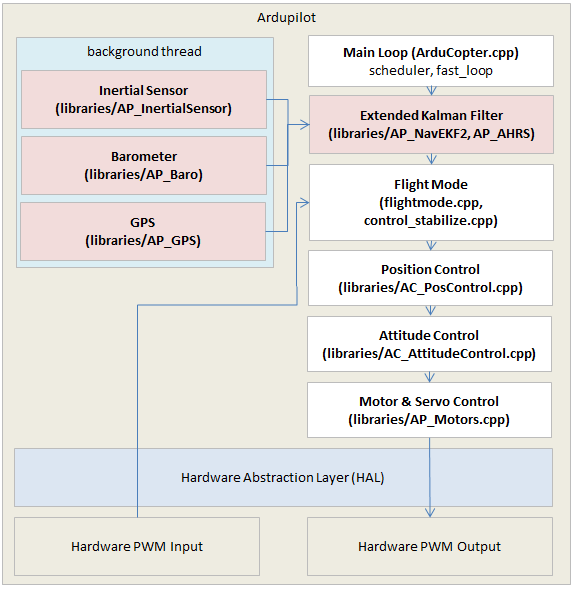 Ardupilot
background thread
Inertial Sensor
(libraries/AP_InertialSensor)
Barometer
(libraries/AP_Baro)
GPS
(libraries/AP_GPS)
Main Loop (ArduCopter.cpp)
scheduler, fast_loop
Extended Kalman Filter
(libraries/AP_NavEKF2, AP_AHRS)
Flight Mode
(flightmode.cpp,
control_stabilize.cpp)
Position Control
(libraries/AC_PosControl.cpp)
Attitude Control
(libraries/AC_AttitudeControl.cpp)
Motor & Servo Control
(libraries/AP_Motors.cpp)
Hardware Abstraction Layer (HAL)
Hardware PWM Input
Hardware PWM Output